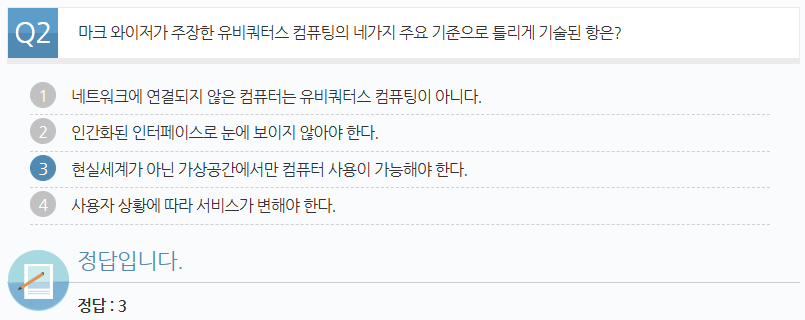 Q2 마크 와이저가 주장한 유비쿼터스 컴퓨팅의 네가지 주요 기준으로 틀리게 기술된 항은?
1 네트워크에 연결되지 않은 컴퓨터는 유비쿼터스 컴퓨팅이 아니다.
2 인간화된 인터페이스로 눈에 보이지 않아야 한다.
3 현실세계가 아닌 가상공간에서만 컴퓨터 사용이 가능해야 한다.
4 사용자 상황에 따라 서비스가 변해야 한다.
정답입니다.
정답 : 3